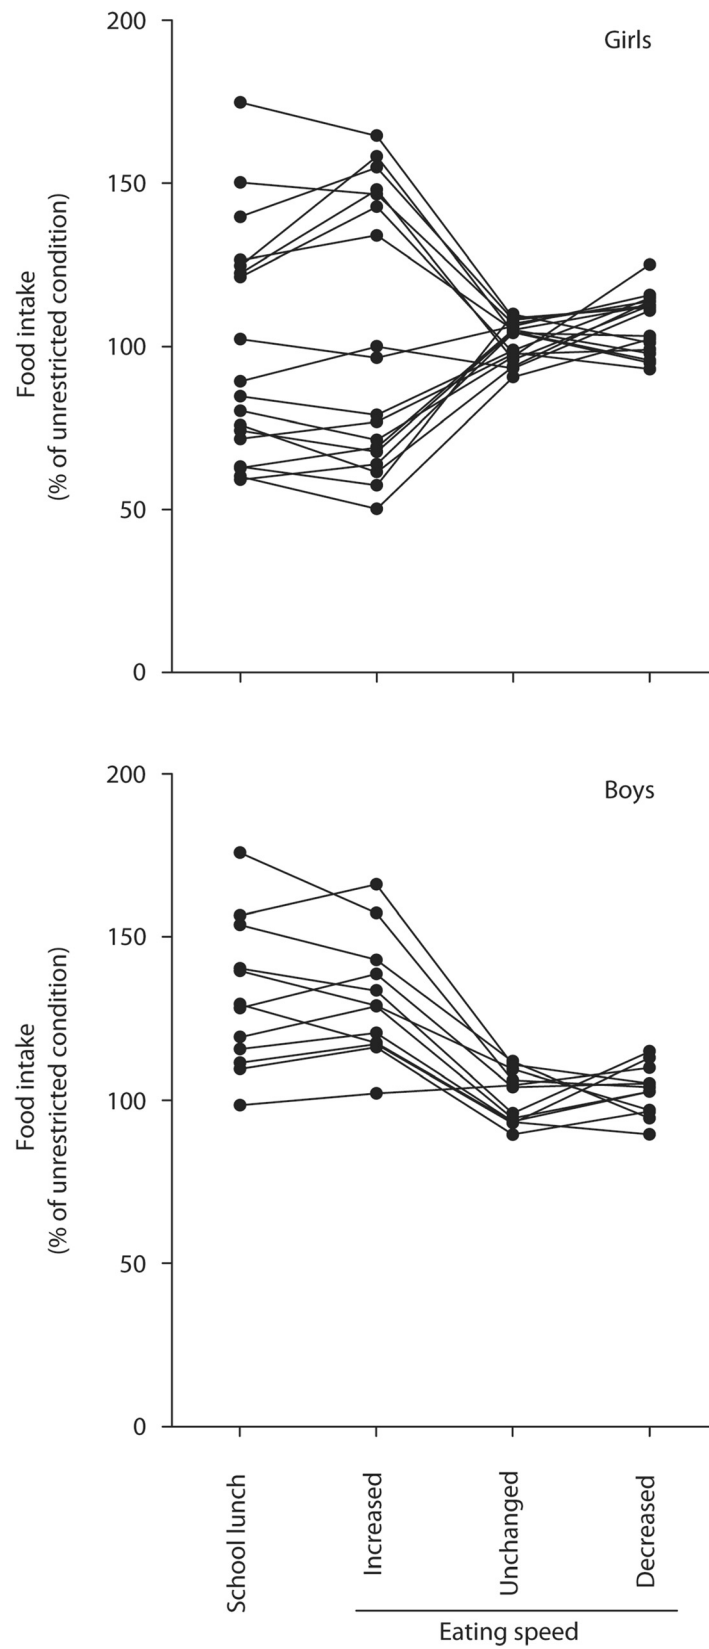 Girls
200
150
100
50
0
Food intake
(% of unrestricted condition)
Boys
200
150
100
50
0
Food intake
(% of unrestricted condition)
School lunch
Increased
Unchanged
Decreased
Eating speed